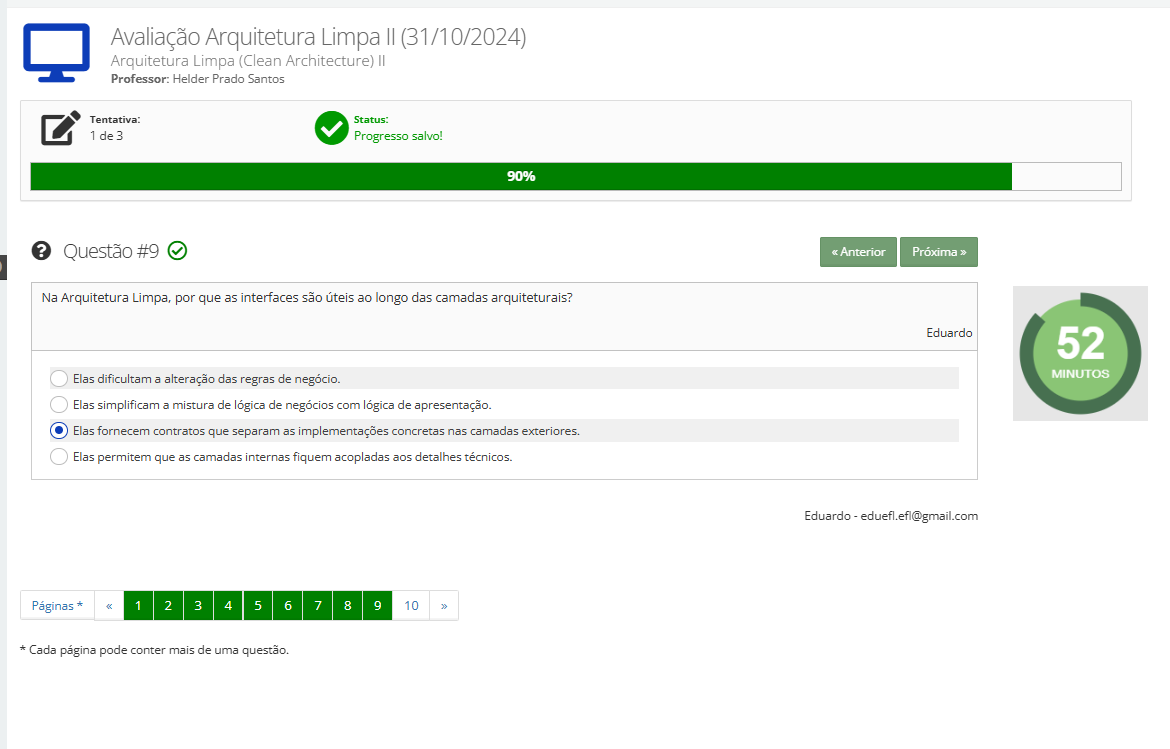 Avaliação Arquitetura Limpa II (31/10/2024)
Arquitetura Limpa (Clean Architecture) II
Professor: Helder Prado Santos
Tentativa:
1 de 3
Status:
Progresso salvo!
90%
Questão #9
« Anterior
Próxima »
Na Arquitetura Limpa, por que as interfaces são úteis ao longo das camadas arquiteturais?
Eduardo
52
MINUTOS
Elas dificultam a alteração das regras de negócio.
Elas simplificam a mistura de lógica de negócios com lógica de apresentação.
Elas fornecem contratos que separam as implementações concretas nas camadas exteriores.
Elas permitem que as camadas internas fiquem acopladas aos detalhes técnicos.
Eduardo - eduefl.efl@gmail.com
Páginas * « 1 2 3 4 5 6 7 8 9 10 »
* Cada página pode conter mais de uma questão.